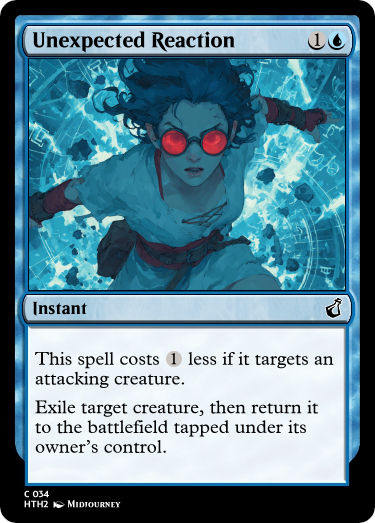 Unexpected Reaction 1
Instant
This spell costs 1 less if it targets an
attacking creature.
Exile target creature, then return it
to the battlefield tapped under its
owner's control.
C 034
HTH2 Midjourney